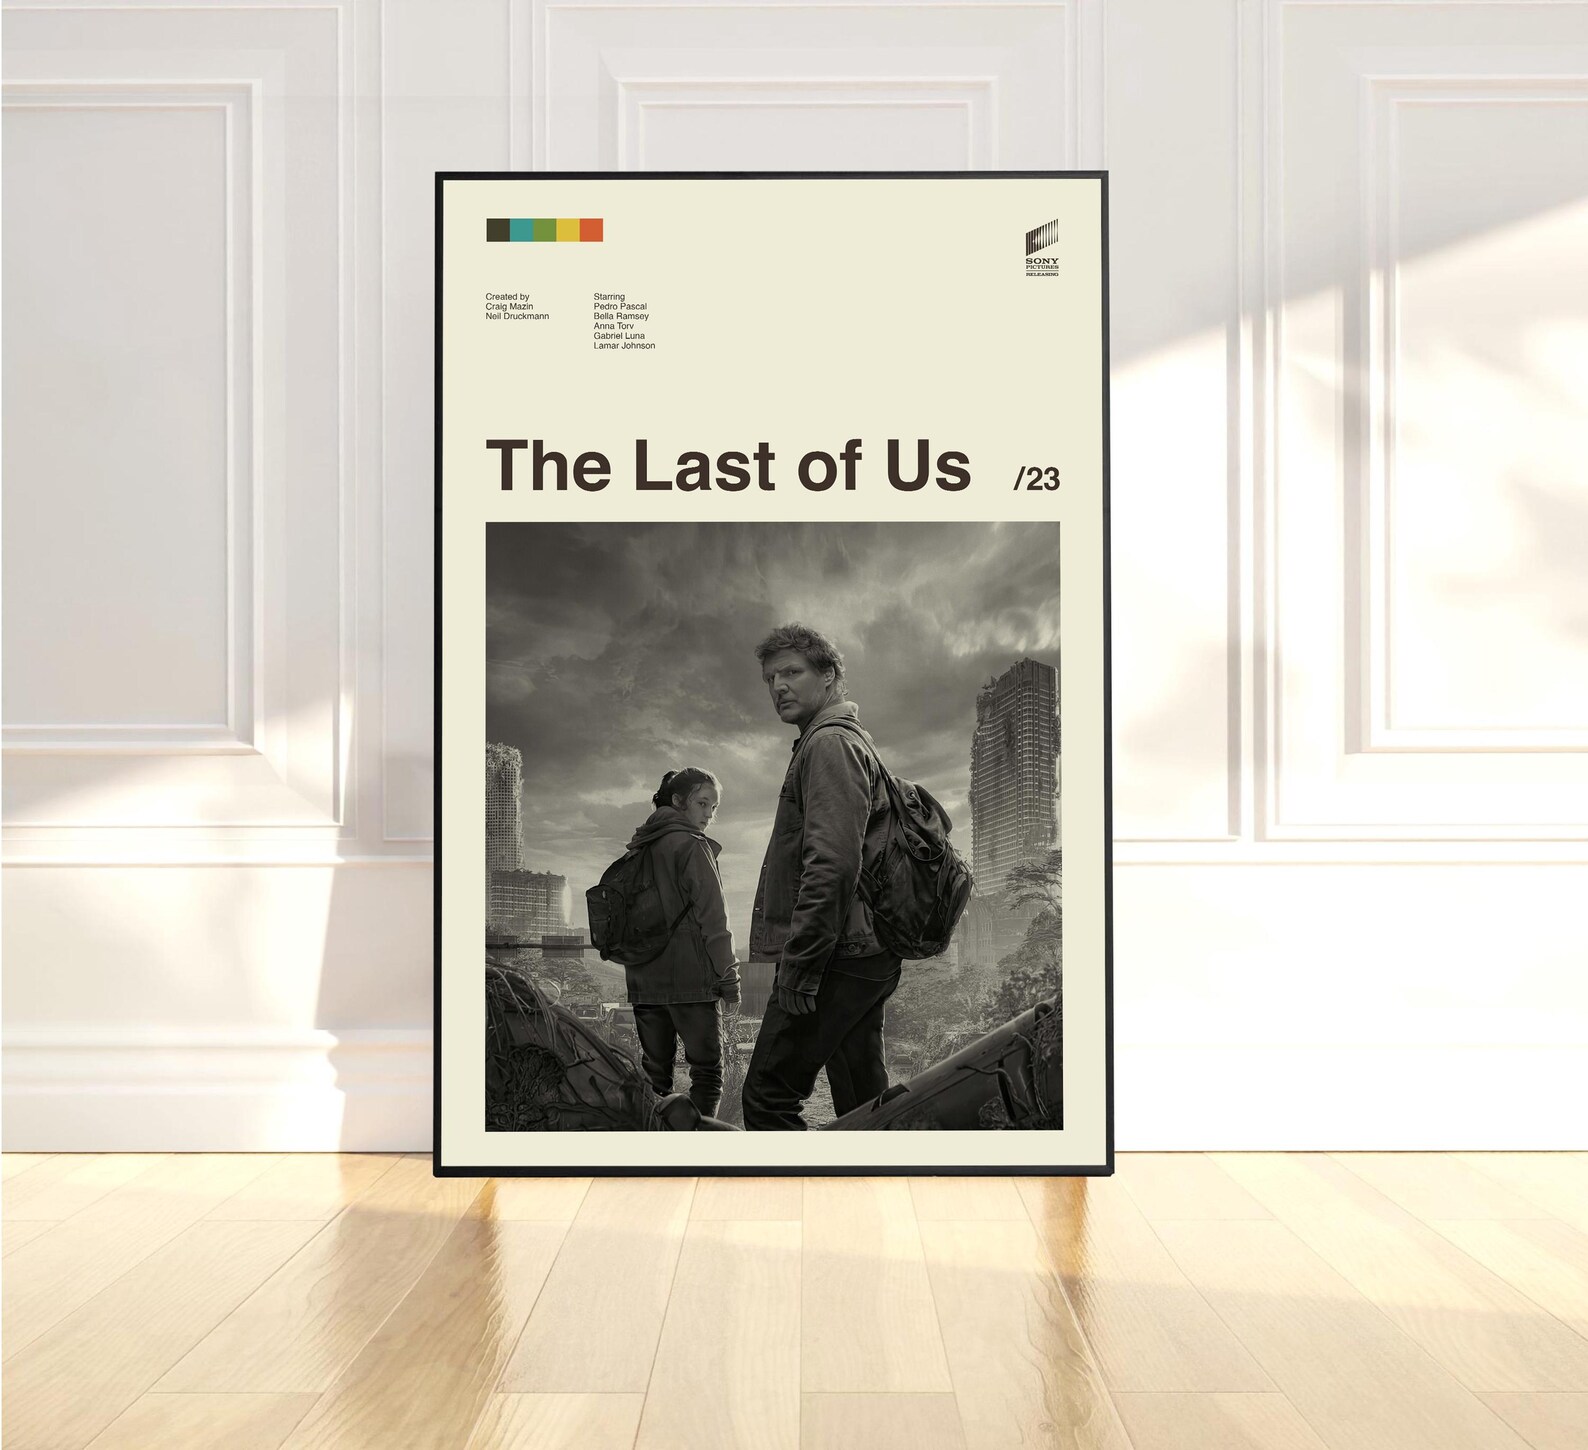 SONY
PICTURES
RELEASING
Created by
Craig Mazin
Neil Druckmann
Starring
Pedro Pascal
Bella Ramsey
Anna Torv
Gabriel Luna
Lamar Johnson
The Last of Us /23